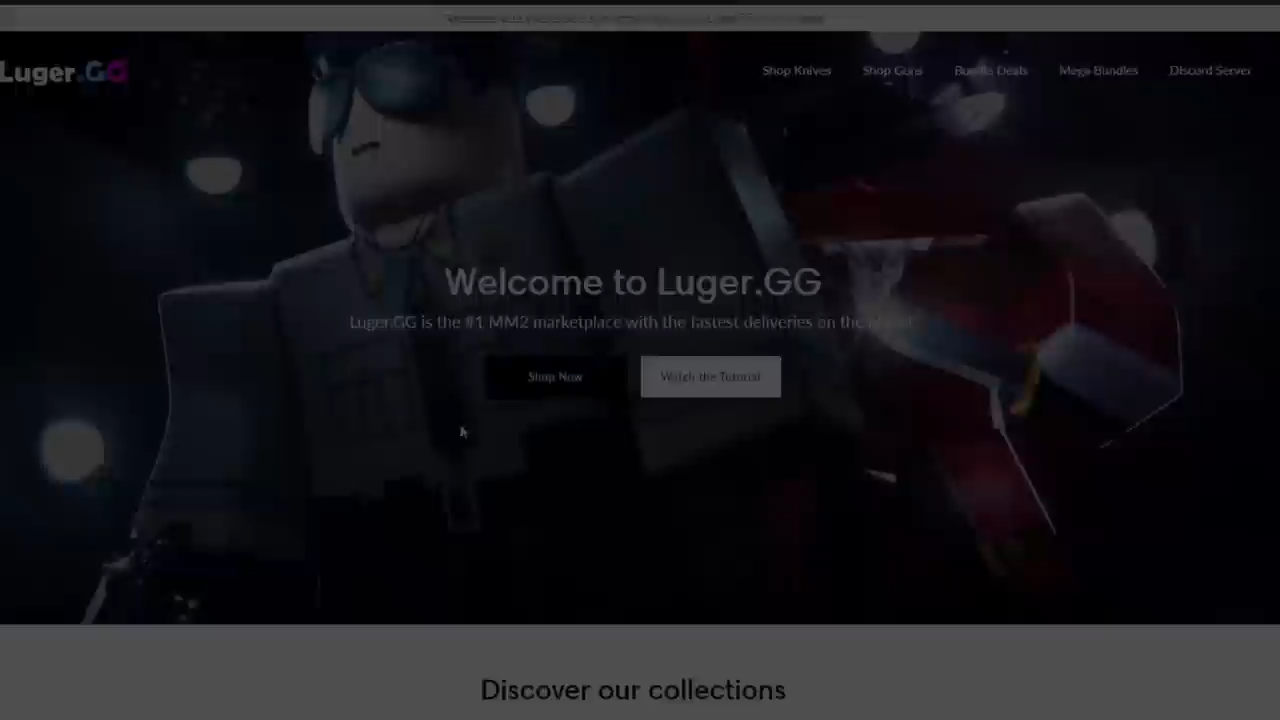 Luger.GG
Shop Knives
Shop Guns
Bundle Deals
Mega Bundles
Discord Server
Welcome to Luger.GG
Luger.GG is the #1 MM2 marketplace with the fastest deliveries on the
Shop Now
Watch the Tutorial
Discover our collections